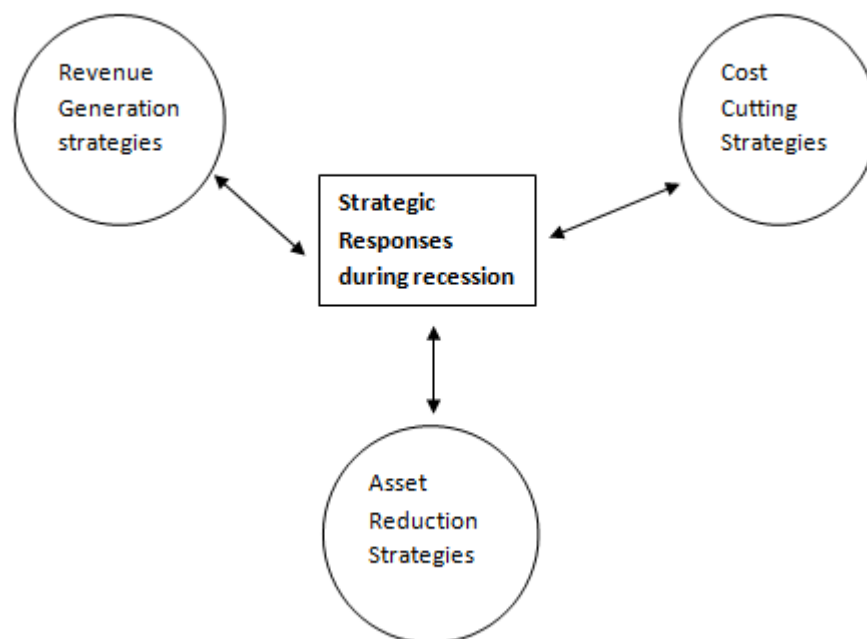 Revenue
Generation
strategies
Cost
Cutting
Strategies
Strategic
Responses
during recession
Asset
Reduction
Strategies